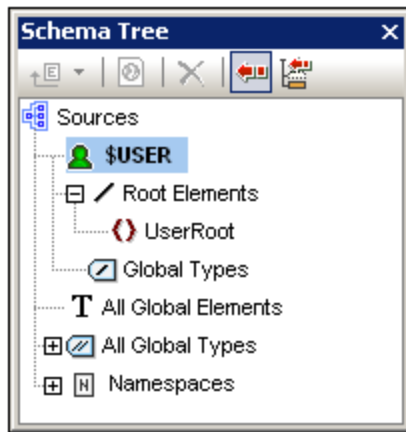 Schema Tree
E
Sources
$USER
Root Elements
UserRoot
Global Types
T All Global Elements
All Global Types
N Namespaces